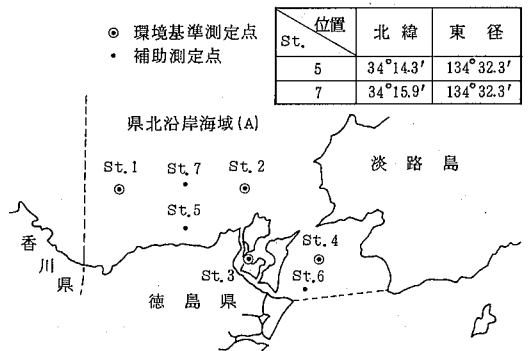 ◉ 環境基準測定点
• 補助測定点
位置
St. 北緯 東径
5 34°14.3′ 134°32.3′
7 34°15.9′ 134°32.3′
県北沿岸海域(A)
淡路島
St.1 St.7 St.2
St.5
St.4
St.3 St.6
香川県
徳島県